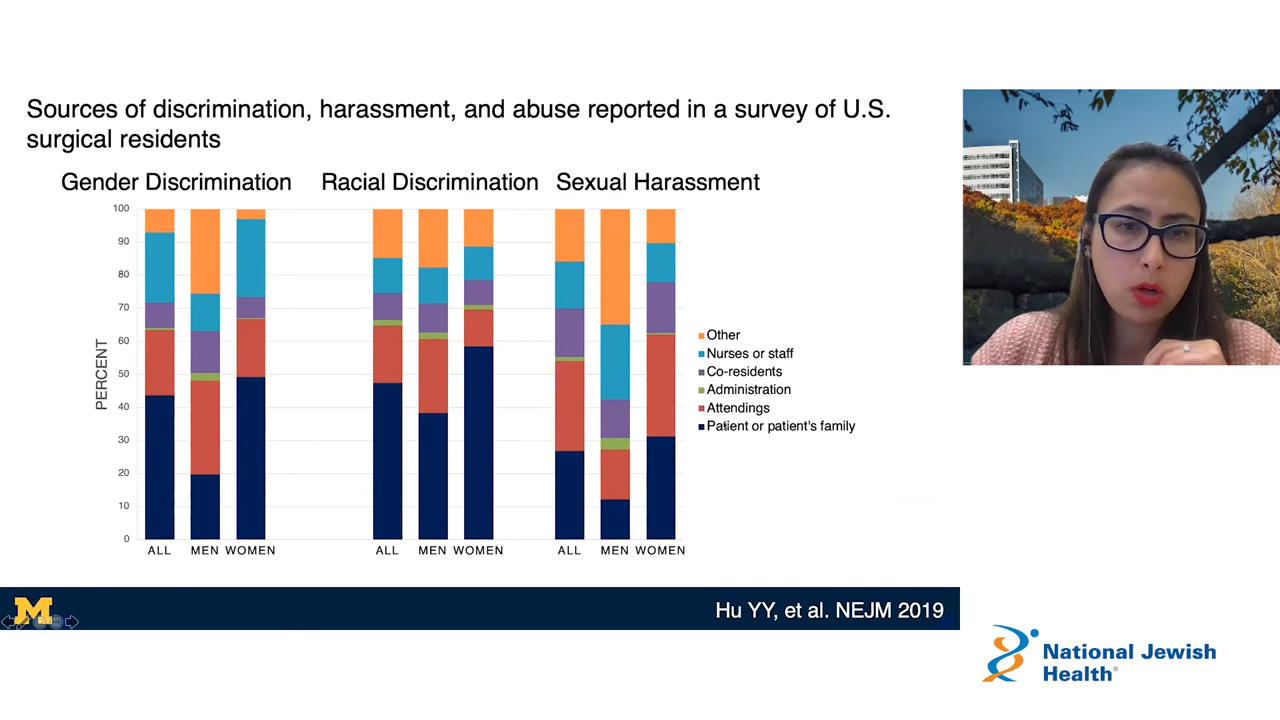 Sources of discrimination, harassment, and abuse reported in a survey of U.S.
surgical residents
Gender Discrimination Racial Discrimination Sexual Harassment
PERCENT
100
90
80
70
60
50
40
30
20
10
0
ALL MEN WOMEN ALL MEN WOMEN ALL MEN WOMEN
Other
Nurses or staff
Co-residents
Administration
Attendings
Patient or patient's family
M
Hu YY, et al. NEJM 2019
National Jewish
Health®